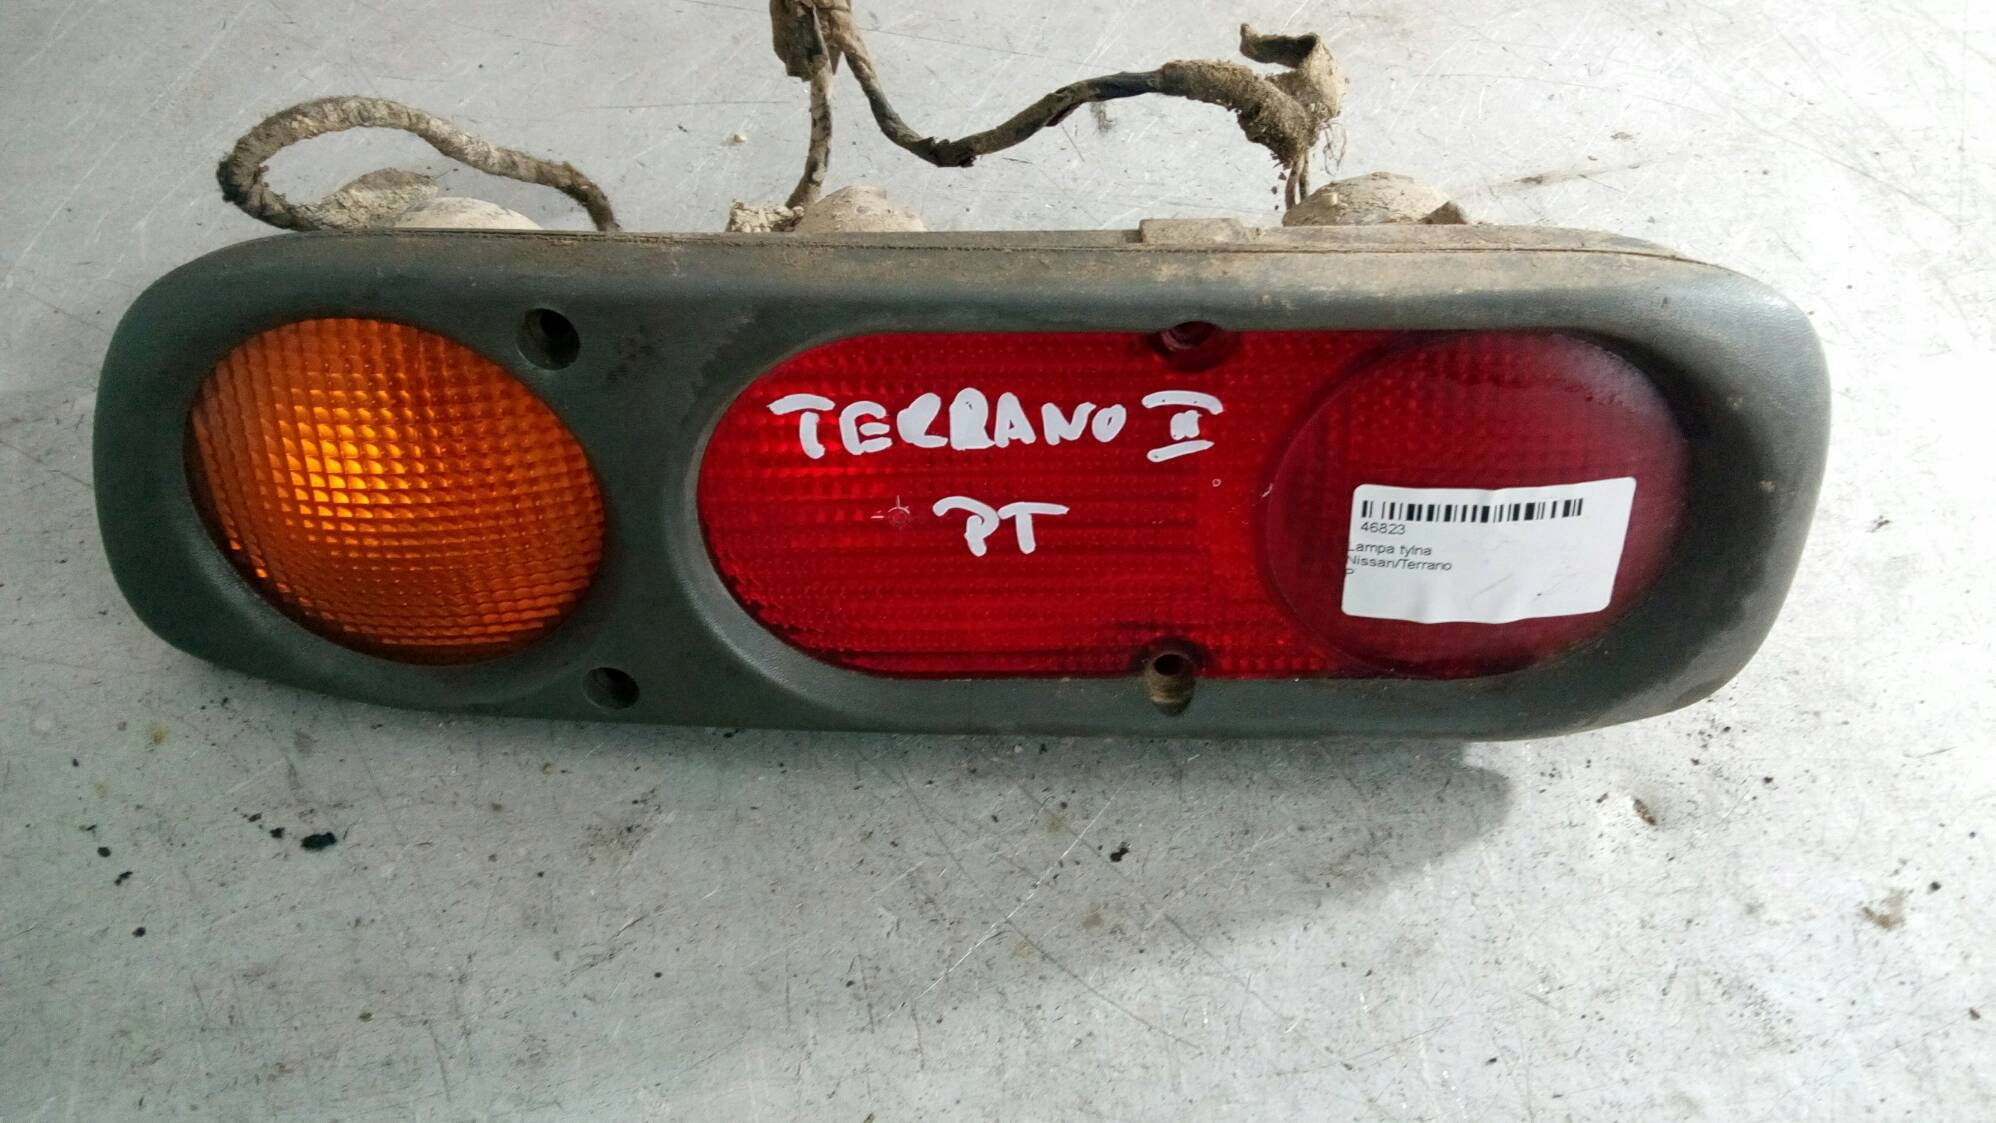 TERRANO II
PT
46823
Lampa tylna
Nissan/Terrano
P